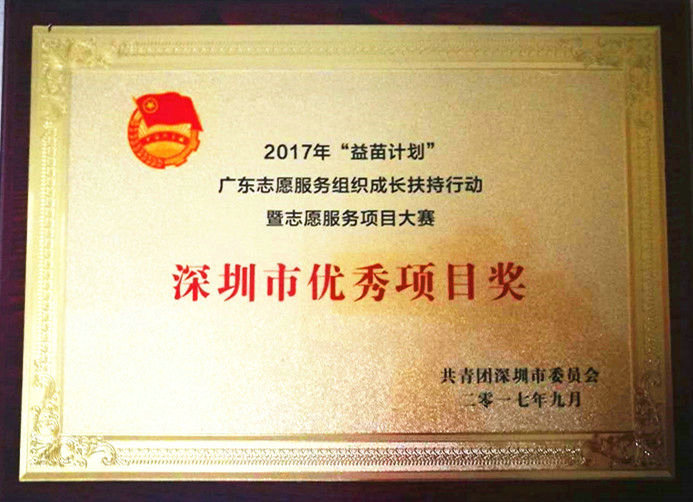 2017年“益苗计划”
广东志愿服务组织成长扶持行动
暨志愿服务项目大赛
深圳市优秀项目奖
共青团深圳市委员会
二零一七年九月